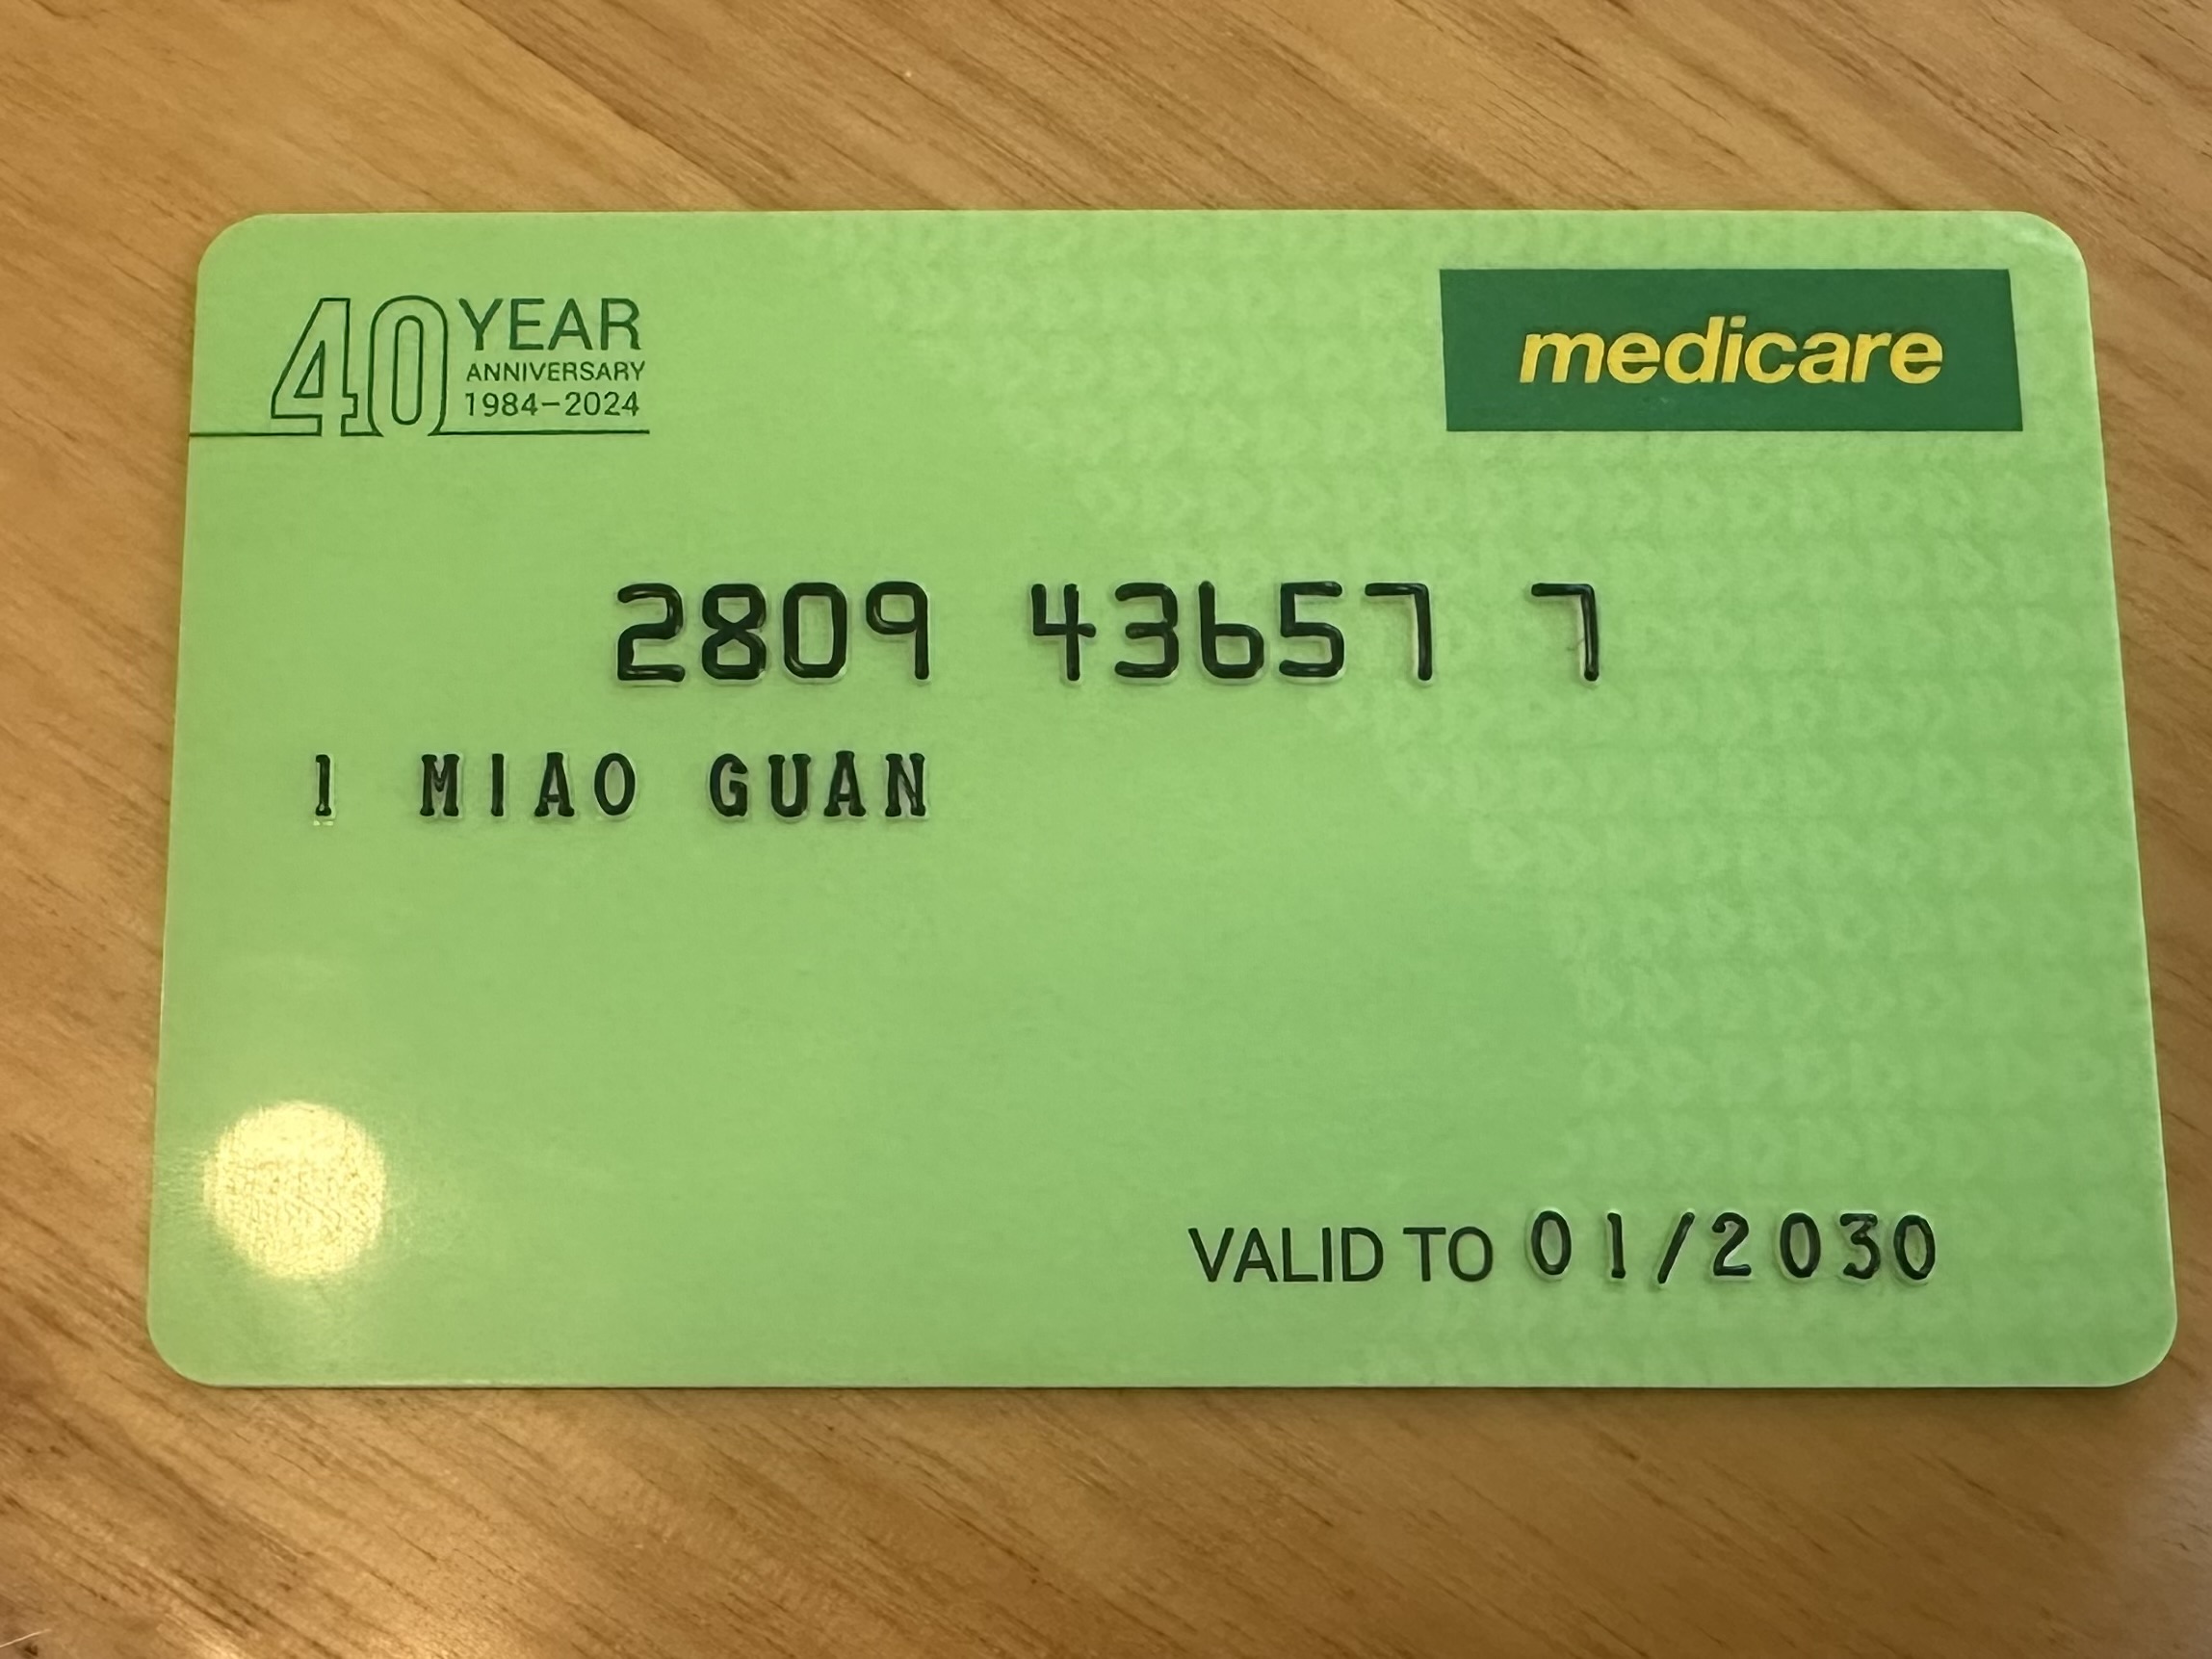 40 YEAR
ANNIVERSARY
1984–2024
medicare
2809 43657 7
1 MIAO GUAN
VALID TO 01/2030